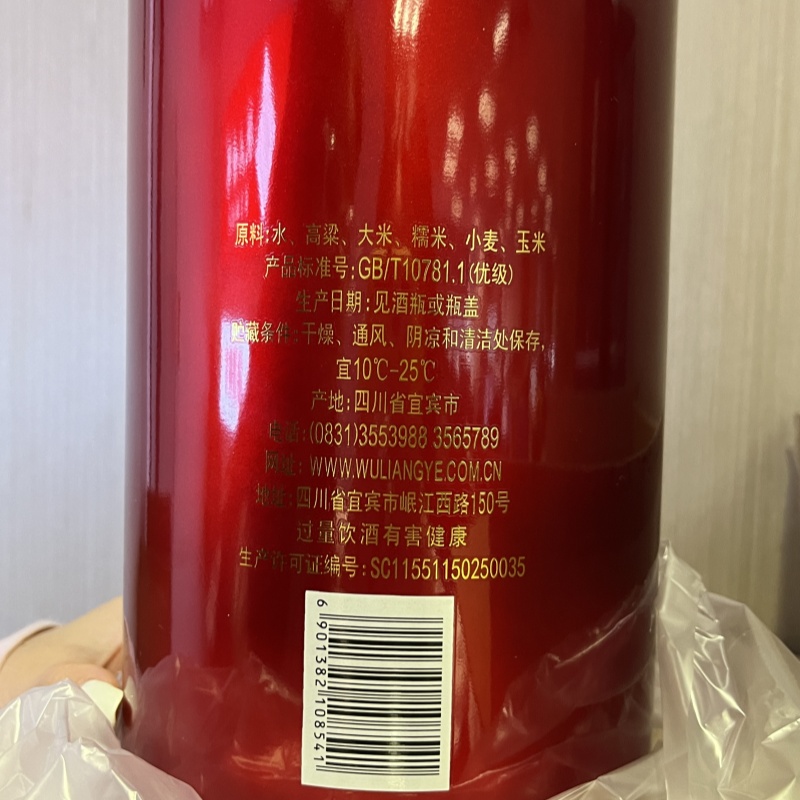 原料:水、高粱、大米、糯米、小麦、玉米
产品标准号:GB/T10781.1(优级)
生产日期:见酒瓶或瓶盖
贮藏条件:干燥、通风、阴凉和清洁处保存,
宜10℃-25℃
产地:四川省宜宾市
电话:(0831)3553988 3565789
网址: WWW.WULIANGYE.COM.CN
地址:四川省宜宾市岷江西路150号
过量饮酒有害健康
生产许可证编号:SC11551150250035
6 901382 108541